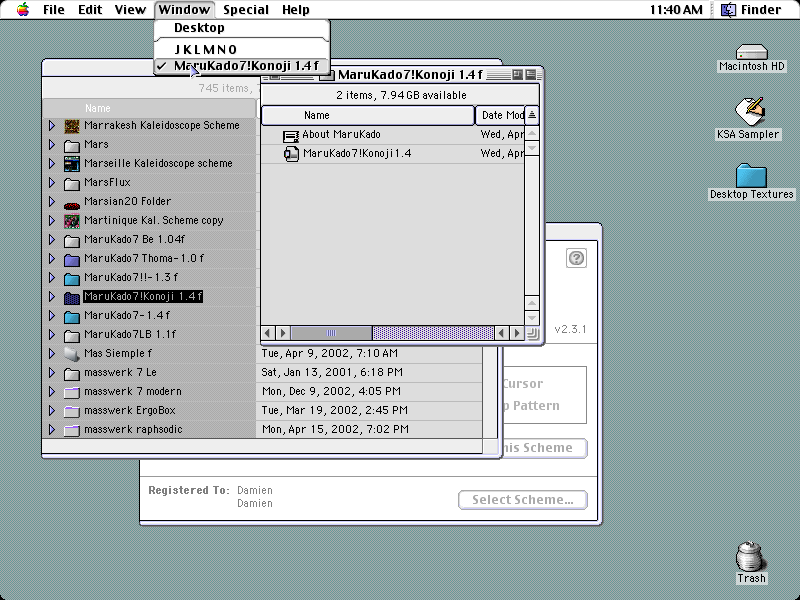 File Edit View Window Special Help 11:40 AM Finder
Desktop
J K L M N O
✓ MaruKado7!Konoji 1.4 f
MaruKado7!Konoji 1.4 f
2 items, 7.94 GB available
Name Date Mod
About MaruKado Wed, Apr
MaruKado7!Konoji1.4 Wed, Apr
745 items, 7
Name
Marrakesh Kaleidoscope Scheme
Mars
Marseille Kaleidoscope scheme
MarsFlux
Marsian20 Folder
Martinique Kal. Scheme copy
MaruKado7 Be 1.04f
MaruKado7 Thoma- 1.0 f
MaruKado7!!- 1.3 f
MaruKado7!Konoji 1.4 f
MaruKado7- 1.4 f
MaruKado7LB 1.1f
Mas Siemple f Tue, Apr 9, 2002, 7:10 AM
masswerk 7 Le Sat, Jan 13, 2001, 6:18 PM
masswerk 7 modern Mon, Dec 9, 2002, 4:05 PM
masswerk ErgoBox Tue, Mar 19, 2002, 2:45 PM
masswerk raphsodic Mon, Apr 15, 2002, 7:02 PM
?
v2.3.1
Cursor
p Pattern
his Scheme
Registered To: Damien
Damien
Select Scheme...
Macintosh HD
KSA Sampler
Desktop Textures
Trash